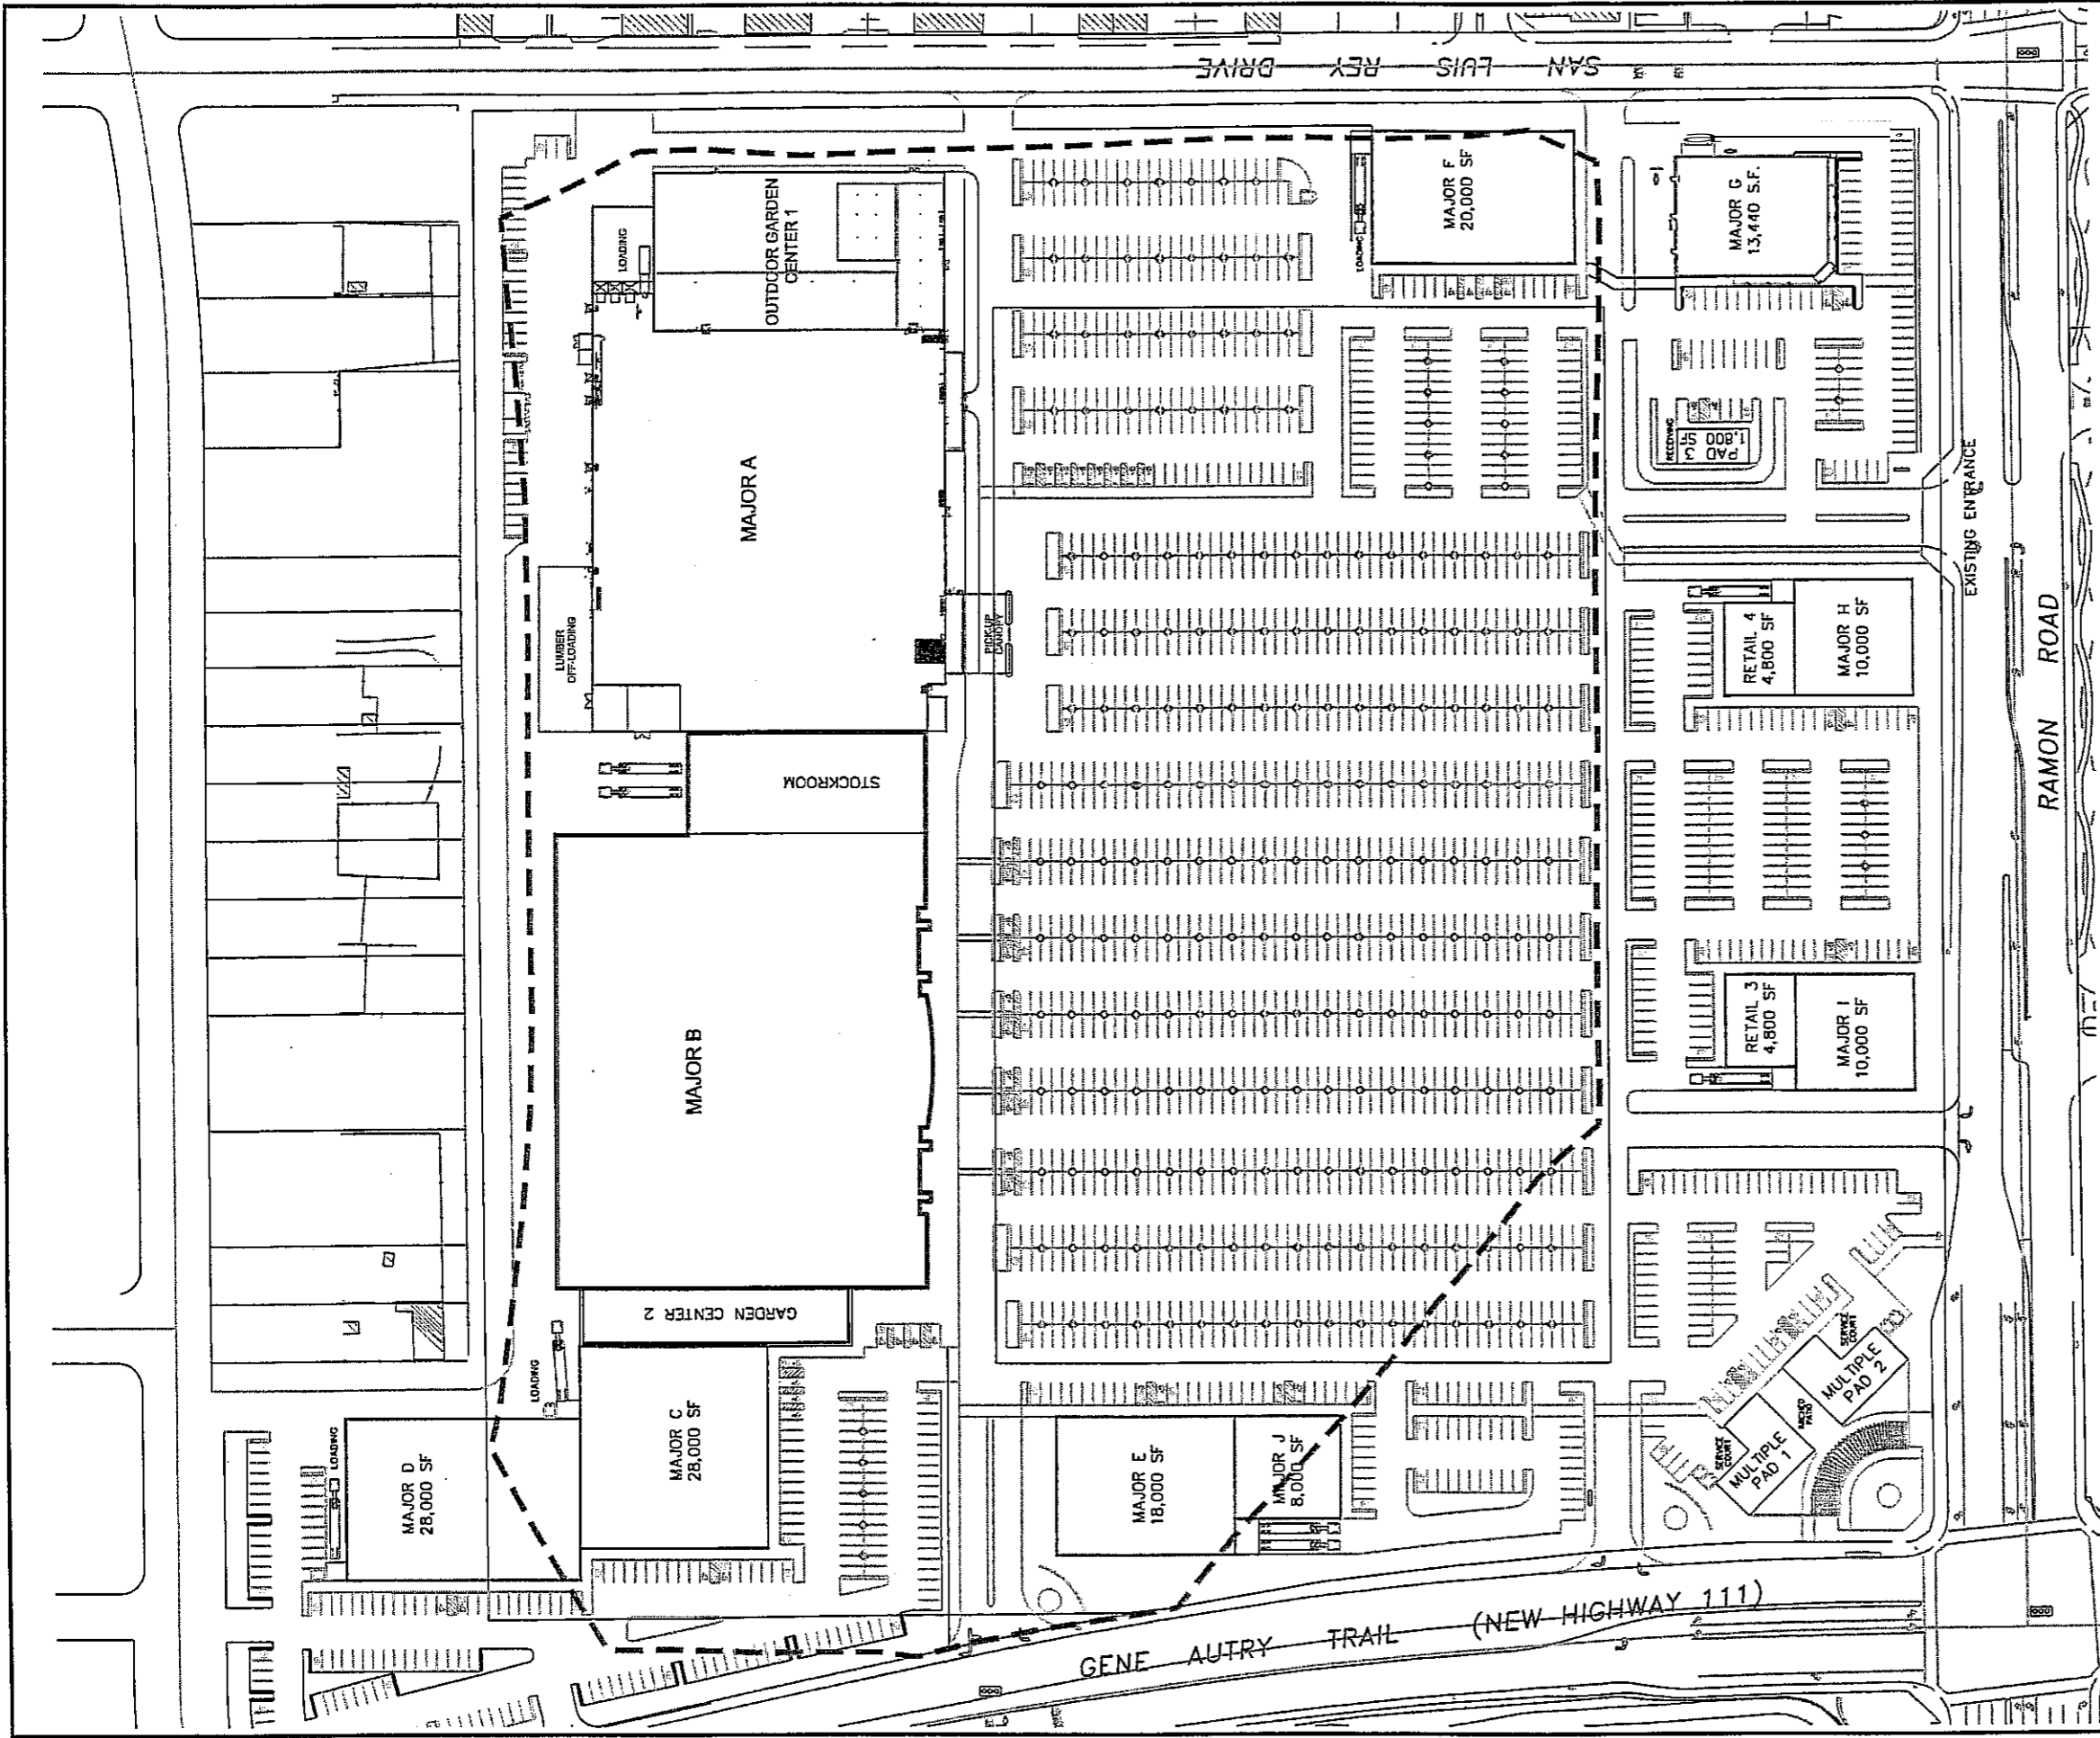 SAN LUIS REY DRIVE
LOADING
OUTDOOR GARDEN
CENTER 1
LOADING
MAJOR F
20,000 SF
MAJOR G
13,440 S.F.
MAJOR A
RECEIVING
PAD 3
1,800 SF
EXISTING ENTRANCE
LUMBER
OFF-LOADING
PICK-UP
CANOPY
RETAIL 4
4,800 SF
MAJOR H
10,000 SF
RAMON ROAD
STOCKROOM
MAJOR B
RETAIL 3
4,800 SF
MAJOR I
10,000 SF
GARDEN CENTER 2
LOADING
SERVICE
COURT
MULTIPLE
PAD 2
PATIO
LOADING
MAJOR D
28,000 SF
MAJOR C
28,000 SF
MAJOR E
18,000 SF
MAJOR J
8,000 SF
SERVICE
COURT
MULTIPLE
PAD 1
GENE AUTRY TRAIL (NEW HIGHWAY 111)